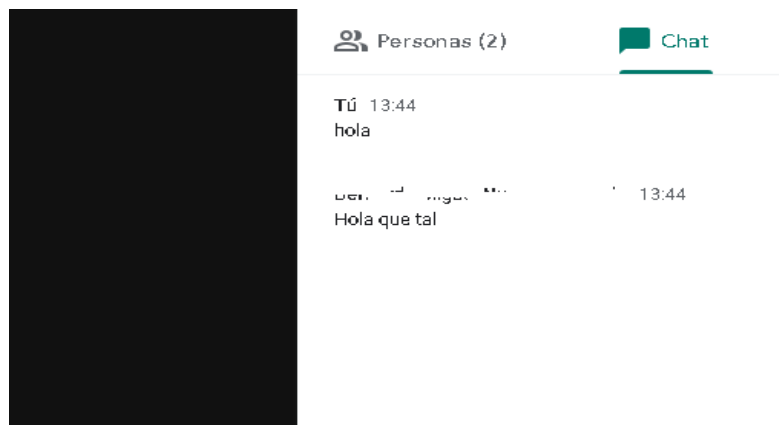 Personas (2)
Chat
Tú 13:44
hola
13:44
Hola que tal